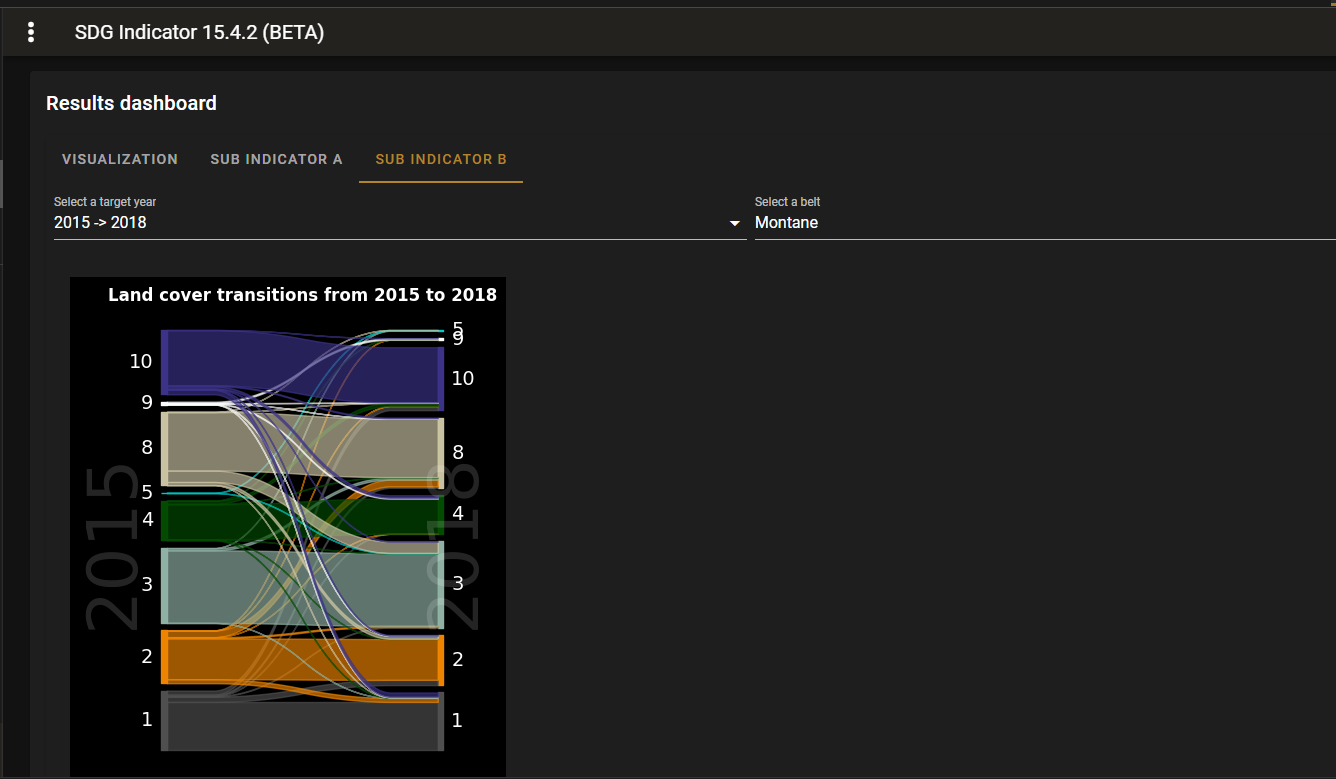 SDG Indicator 15.4.2 (BETA)
Results dashboard
VISUALIZATION SUB INDICATOR A SUB INDICATOR B
Select a target year
2015 -> 2018
Select a belt
Montane
Land cover transitions from 2015 to 2018
10
9
8
5
4
3
2
1
2015
5
9
10
8
4
3
2
1
2018